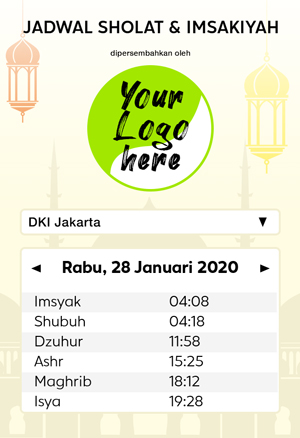 JADWAL SHOLAT & IMSAKIYAH
dipersembahkan oleh
Your
Logo
here
DKI Jakarta
Rabu, 28 Januari 2020
Imsyak 04:08
Shubuh 04:18
Dzuhur 11:58
Ashr 15:25
Maghrib 18:12
Isya 19:28